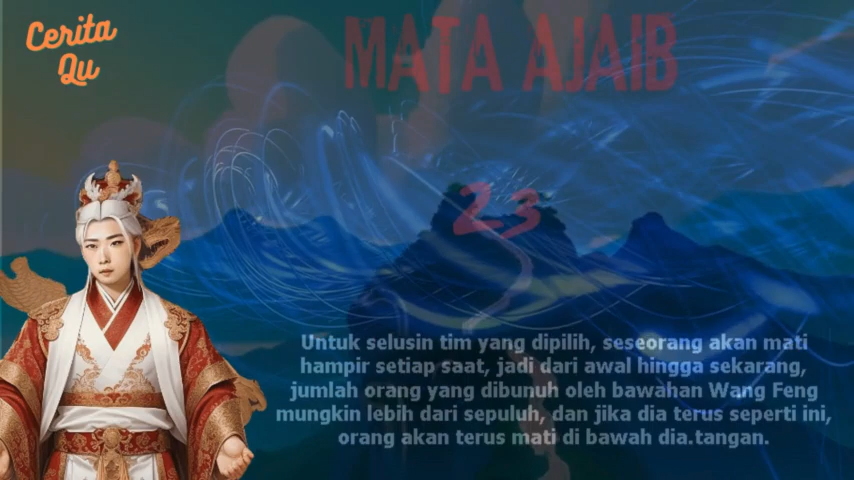 Cerita
Qu
MATA AJAIB
23
Untuk selusin tim yang dipilih, seseorang akan mati
hampir setiap saat, jadi dari awal hingga sekarang,
jumlah orang yang dibunuh oleh bawahan Wang Feng
mungkin lebih dari sepuluh, dan jika dia terus seperti ini,
orang akan terus mati di bawah dia.tangan.